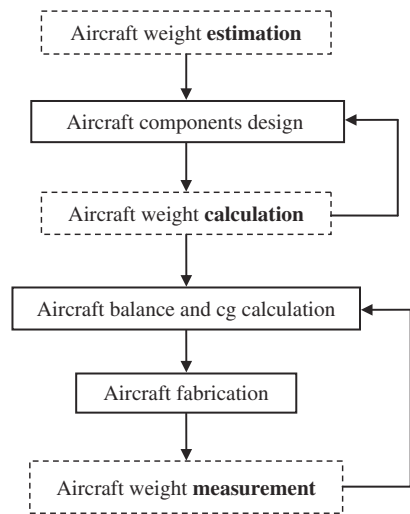 Aircraft weight estimation
Aircraft components design
Aircraft weight calculation
Aircraft balance and cg calculation
Aircraft fabrication
Aircraft weight measurement